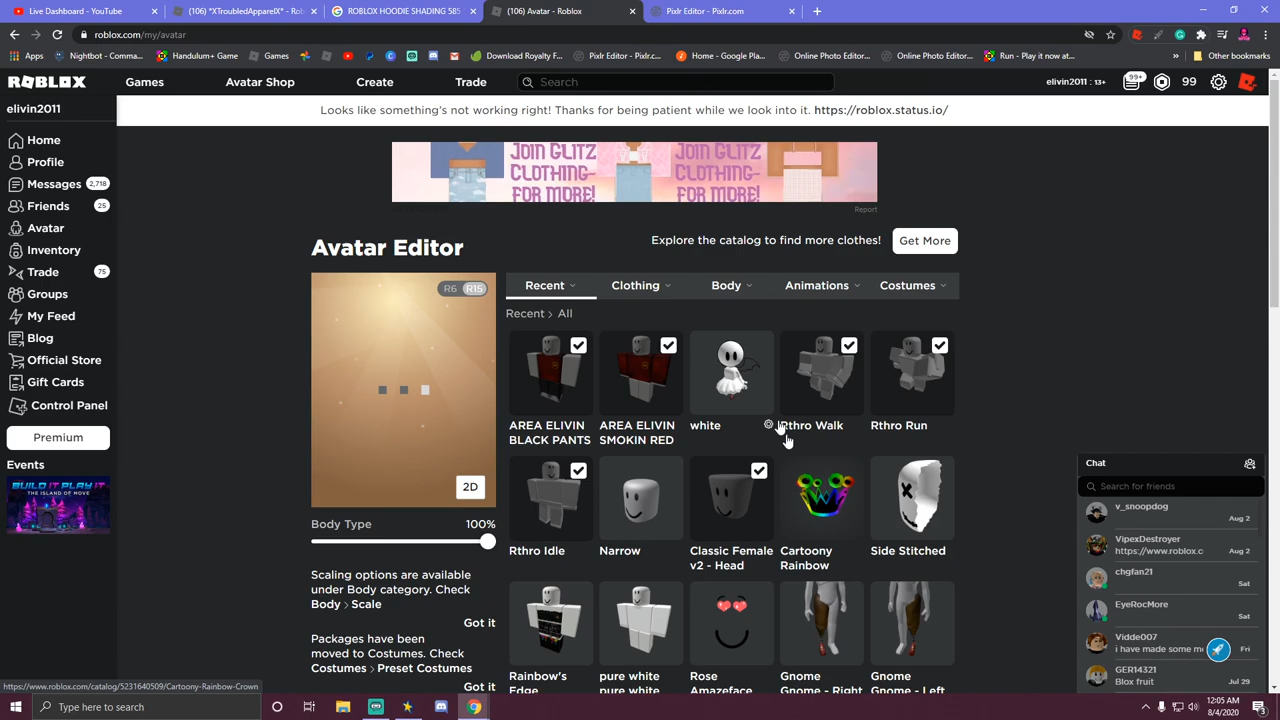 Live Dashboard - YouTube
(106) *XTroubledApparelX* - Rob
ROBLOX HOODIE SHADING 585
(106) Avatar - Roblox
Pixlr Editor - Pixlr.com
roblox.com/my/avatar
Apps
Nightbot - Comman...
Handulum+ Game
Games
Download Royalty F...
Pixlr Editor - Pixlr.c...
Home - Google Pla...
Online Photo Editor...
Online Photo Editor...
Run - Play it now at...
Other bookmarks
ROBLOX
Games
Avatar Shop
Create
Trade
Search
elivin2011 : 13+
99+
99
elivin2011
Looks like something's not working right! Thanks for being patient while we look into it. https://roblox.status.io/
Home
Profile
Messages 2,718
Friends 25
Avatar
Inventory
Trade 75
Groups
My Feed
Blog
Official Store
Gift Cards
Control Panel
Premium
Events
BUILD IT PLAY IT
THE ISLAND OF MOVE
JOIN GLITZ CLOTHING- FOR MORE!
JOIN GLITZ CLOTHING- FOR MORE!
Report
Avatar Editor
Explore the catalog to find more clothes!
Get More
R6 R15
2D
Body Type 100%
Scaling options are available
under Body category. Check
Body > Scale
Got it
Packages have been
moved to Costumes. Check
Costumes > Preset Costumes
Got it
Recent
Clothing
Body
Animations
Costumes
Recent > All
AREA ELIVIN
BLACK PANTS
AREA ELIVIN
SMOKIN RED
white
Rthro Walk
Rthro Run
Rthro Idle
Narrow
Classic Female
v2 - Head
Cartoony
Rainbow
Side Stitched
Rainbow's
Edge
pure white
pure white
Rose
Amazeface
Gnome
Gnome - Right
Gnome
Gnome - Left
Chat
Search for friends
v_snoopdog
Aug 2
VipexDestroyer
https://www.roblox.c
Aug 2
chgfan21
Sat
EyeRocMore
Sat
Vidde007
i have made some m
Fri
GER14321
Blox fruit
Jul 29
https://www.roblox.com/catalog/5231640509/Cartoony-Rainbow-Crown
Type here to search
12:05 AM
8/4/2020
3